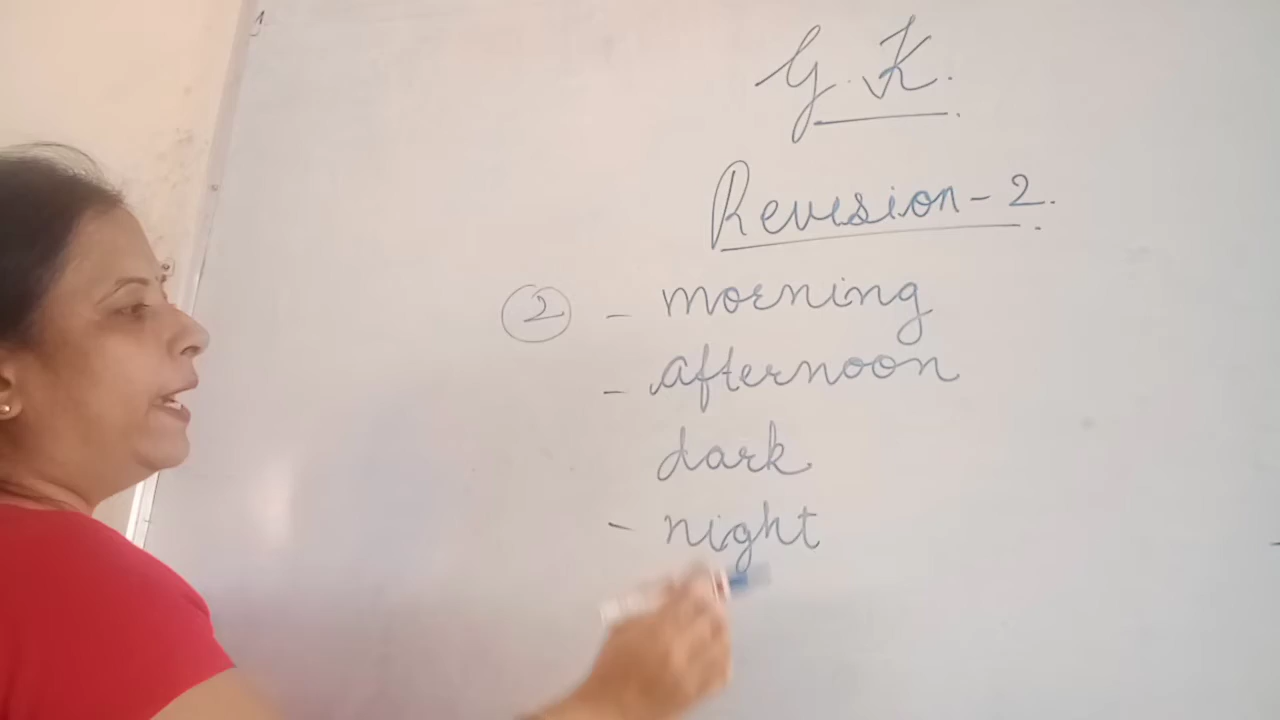 G.K.
Revision-2.
2 - morning
- afternoon
dark
- night